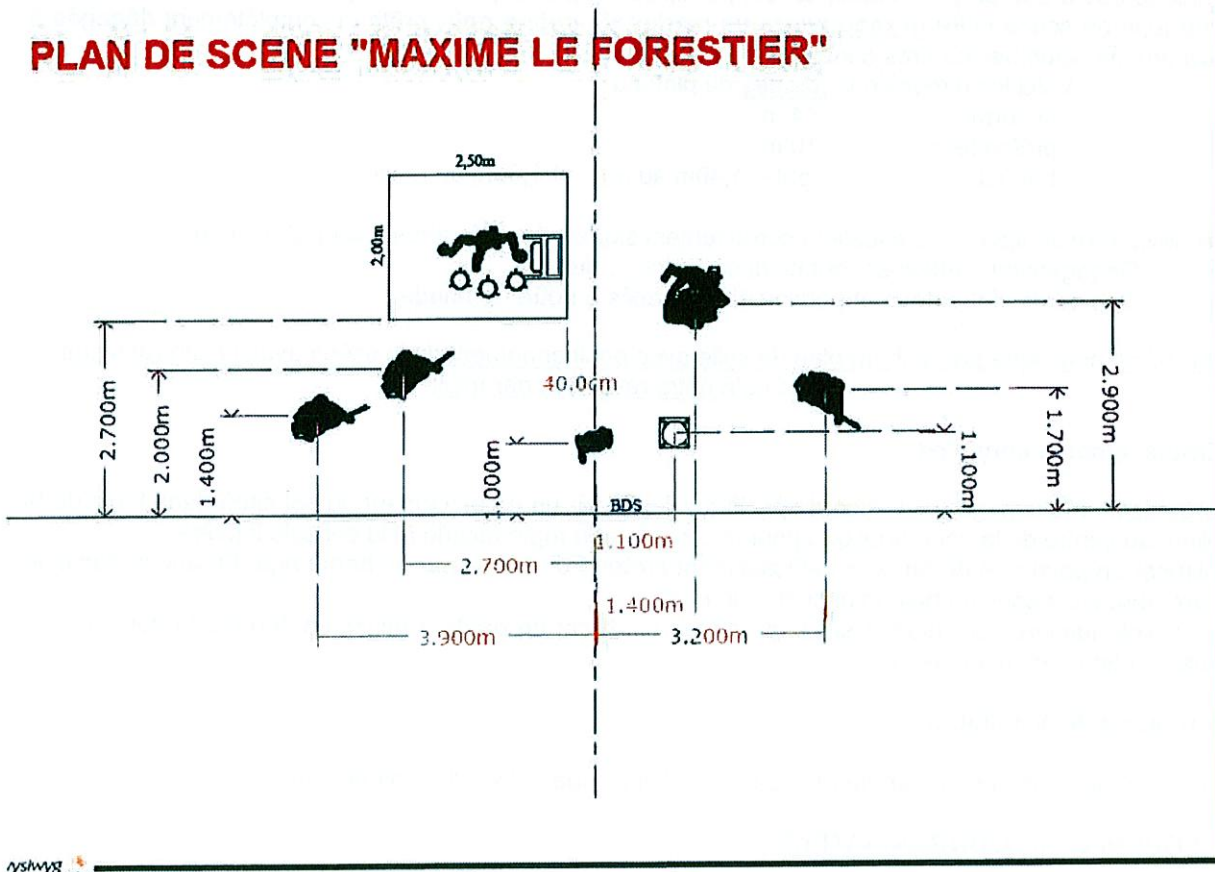 PLAN DE SCENE "MAXIME LE FORESTIER"
2,50m
2,00m
40.0cm
2.700m
2.000m
1.400m
.000m
1.100m
1.700m
2.900m
BDS
1.100m
2.700m
1.400m
3.900m
3.200m